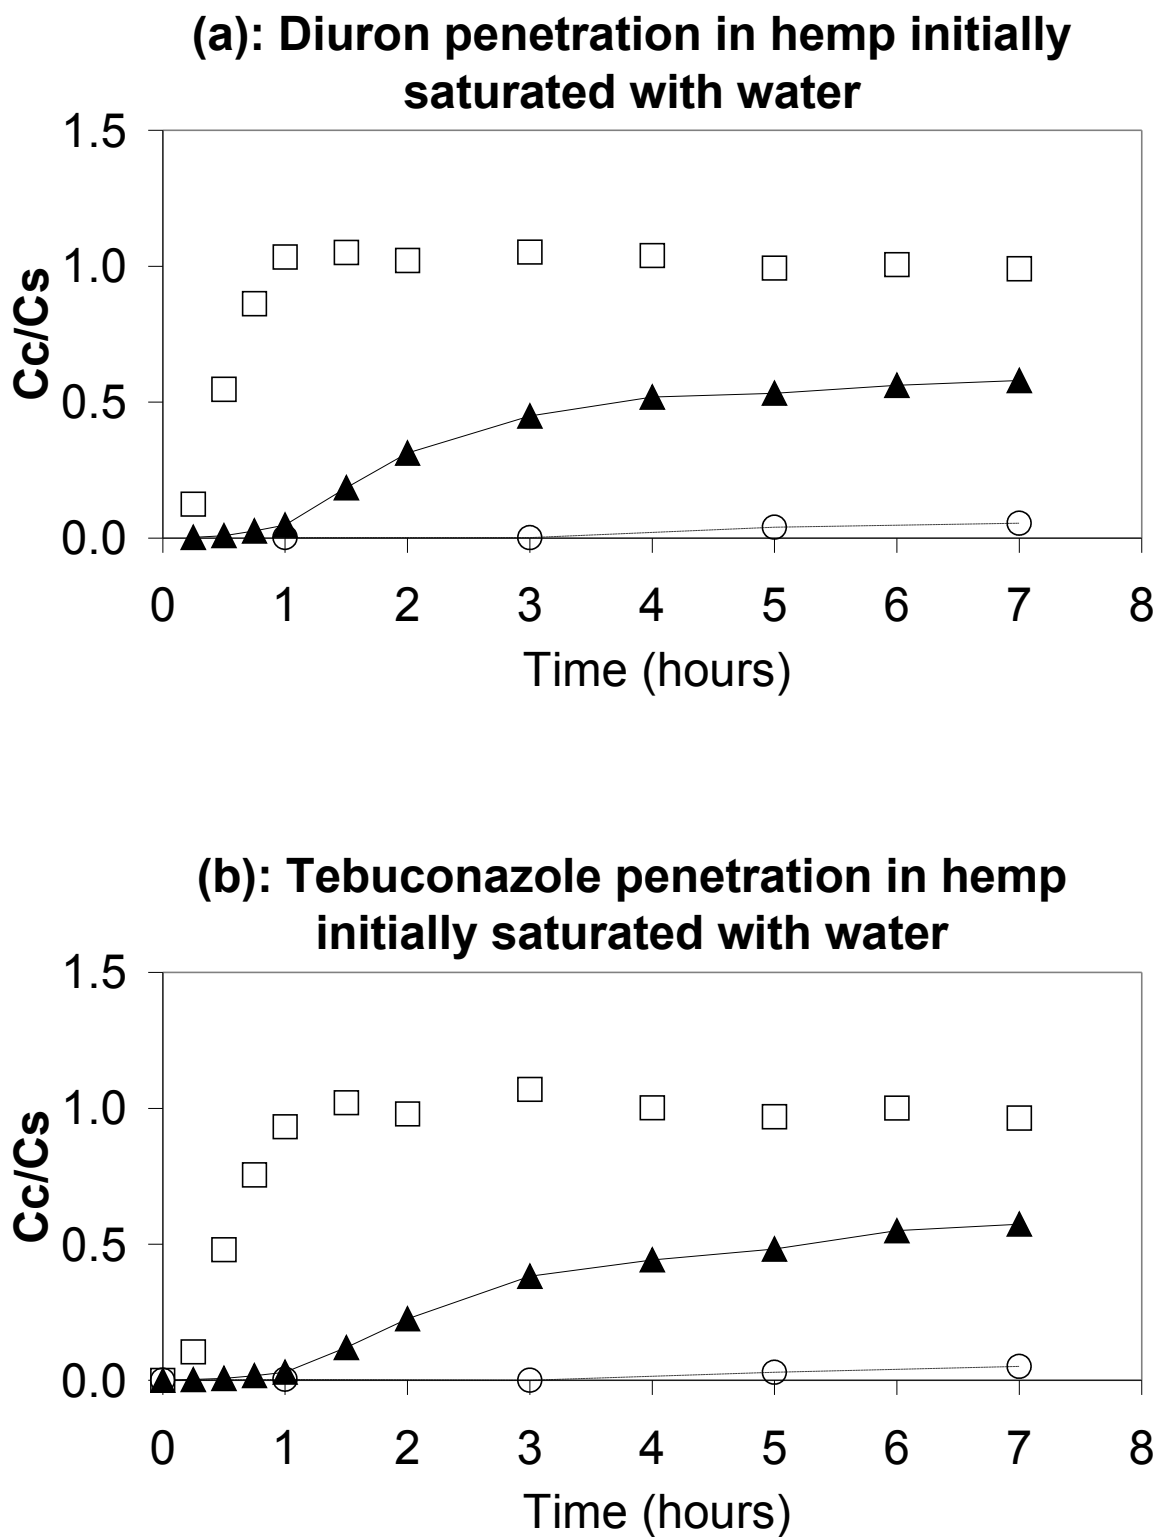 (a): Diuron penetration in hemp initially
saturated with water
1.5
1.0
0.5
0.0
Cc/Cs
0 1 2 3 4 5 6 7 8
Time (hours)
(b): Tebuconazole penetration in hemp
initially saturated with water
1.5
1.0
0.5
0.0
Cc/Cs
0 1 2 3 4 5 6 7 8
Time (hours)